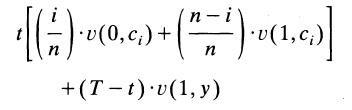 t[(i/n)·v(0,c_i) + ((n−i)/n)·v(1,c_i)]
+ (T−t)·v(1,y)